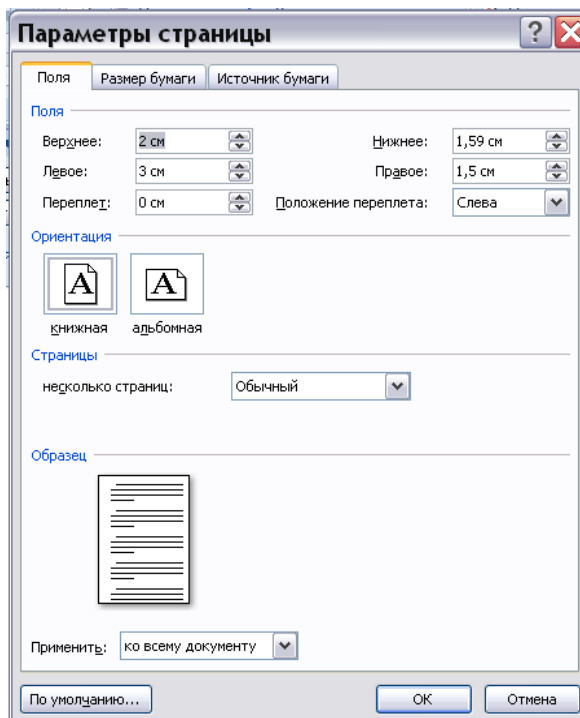 Параметры страницы
Поля Размер бумаги Источник бумаги
Поля
Верхнее: 2 см Нижнее: 1,59 см
Левое: 3 см Правое: 1,5 см
Переплет: 0 см Положение переплета: Слева
Ориентация
A A
книжная альбомная
Страницы
несколько страниц: Обычный
Образец
Применить: ко всему документу
По умолчанию... ОК Отмена